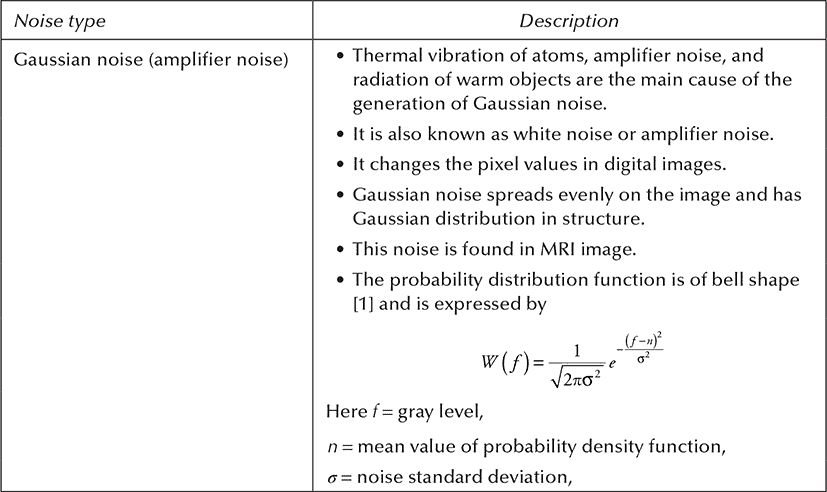 Noise type Description
Gaussian noise (amplifier noise)
• Thermal vibration of atoms, amplifier noise, and
radiation of warm objects are the main cause of the
generation of Gaussian noise.
• It is also known as white noise or amplifier noise.
• It changes the pixel values in digital images.
• Gaussian noise spreads evenly on the image and has
Gaussian distribution in structure.
• This noise is found in MRI image.
• The probability distribution function is of bell shape
[1] and is expressed by
W(f)=1/√(2πσ²) e^(-(f−n)²/σ²)
Here f = gray level,
n = mean value of probability density function,
σ = noise standard deviation,